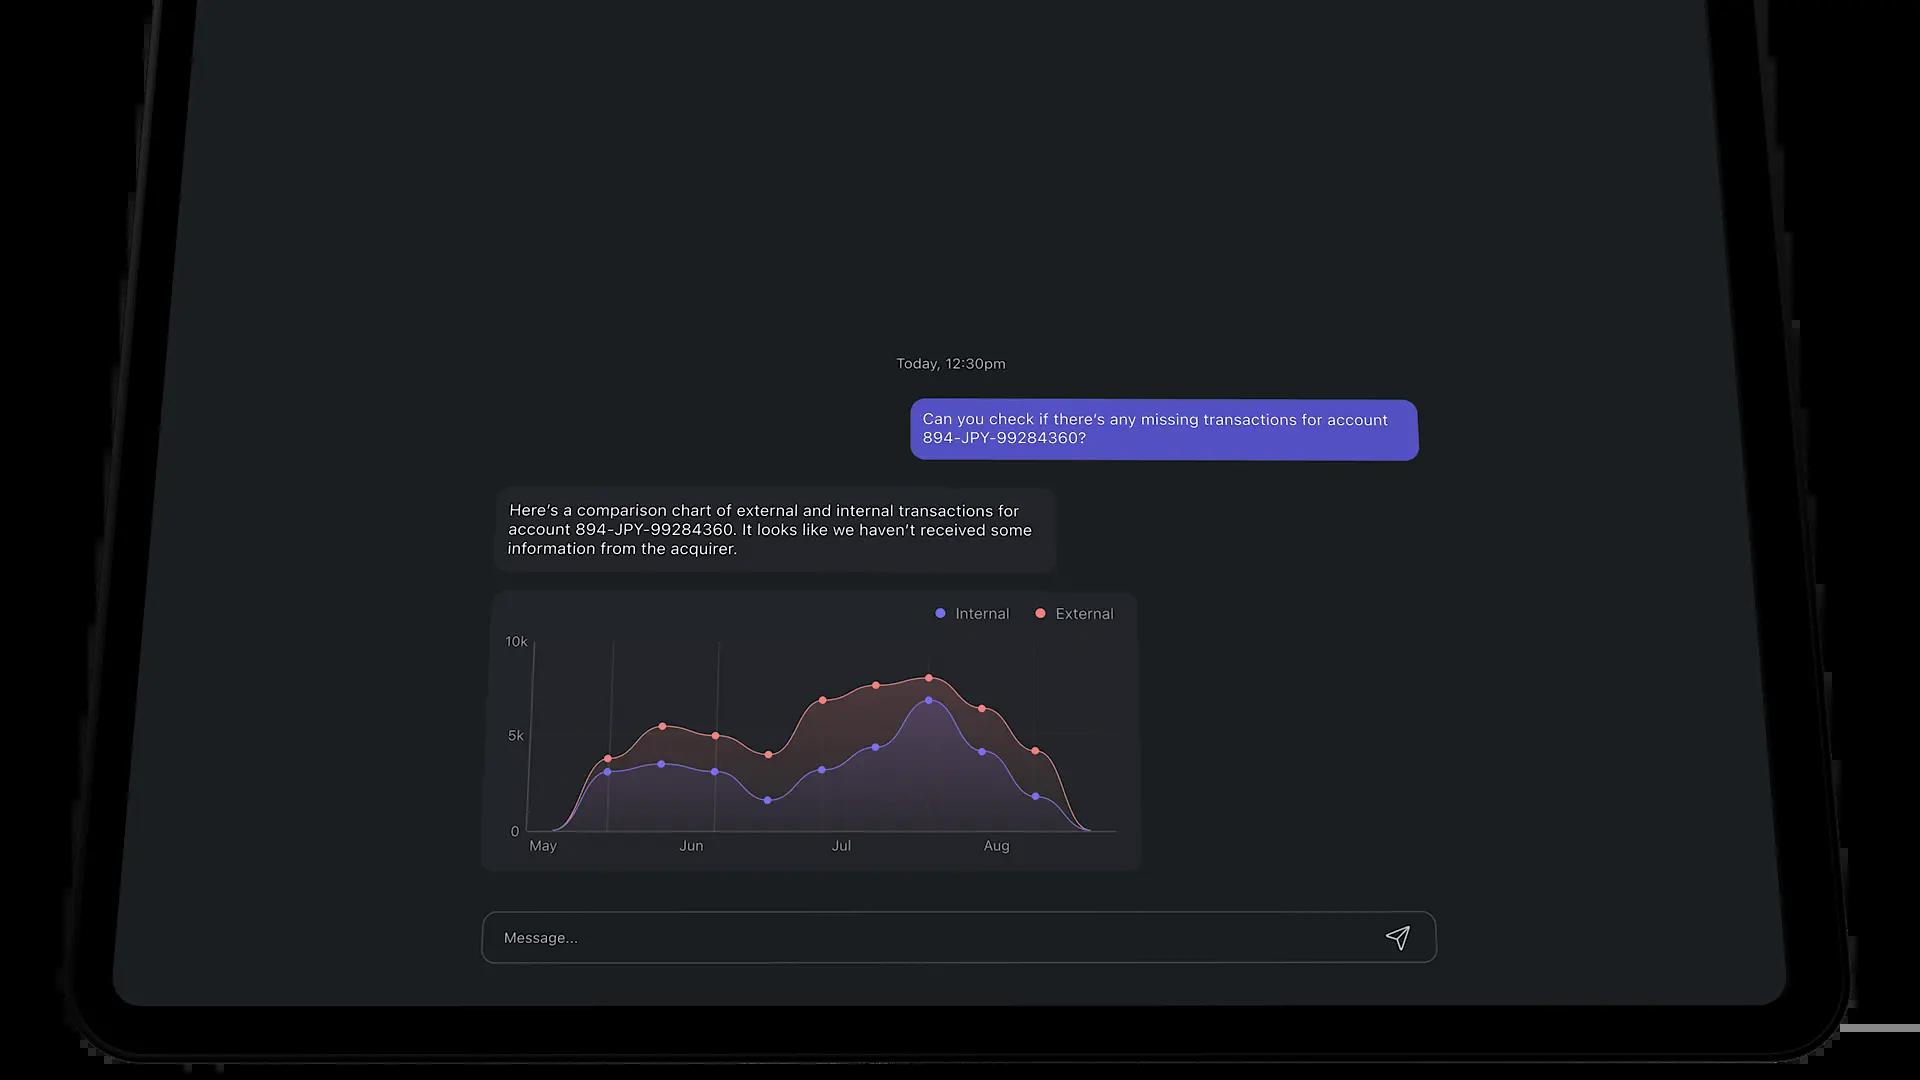 Today, 12:30pm
Can you check if there's any missing transactions for account
894-JPY-99284360?
Here's a comparison chart of external and internal transactions for
account 894-JPY-99284360. It looks like we haven't received some
information from the acquirer.
Internal
External
10k
5k
0
May
Jun
Jul
Aug
Message...